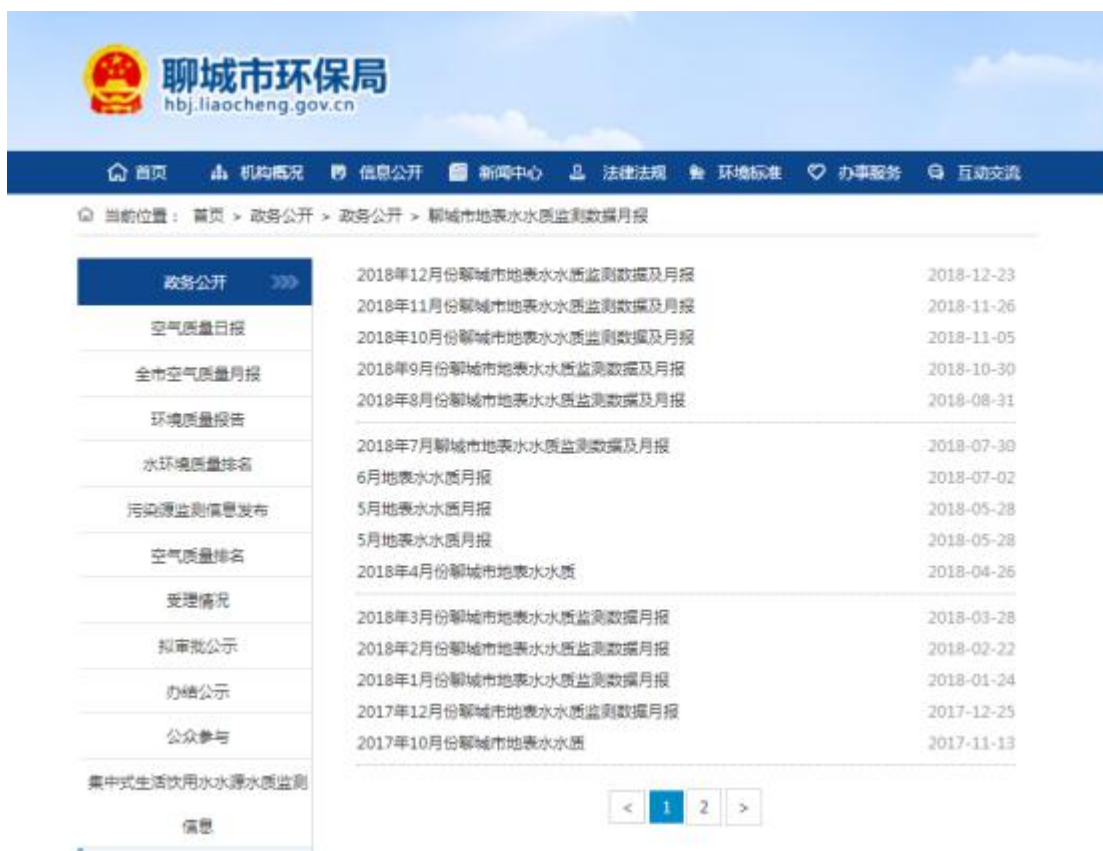 聊城市环保局
hbj.liaocheng.gov.cn
首页 机构概况 信息公开 新闻中心 法律法规 环境标准 办事服务 互动交流
当前位置： 首页 > 政务公开 > 政务公开 > 聊城市地表水水质监测数据月报
政务公开
空气质量日报
全市空气质量月报
环境质量报告
水环境质量排名
污染源监测信息发布
空气质量排名
受理情况
拟审批公示
办结公示
公众参与
集中式生活饮用水水源水质监测
信息
2018年12月份聊城市地表水水质监测数据及月报 2018-12-23
2018年11月份聊城市地表水水质监测数据及月报 2018-11-26
2018年10月份聊城市地表水水质监测数据及月报 2018-11-05
2018年9月份聊城市地表水水质监测数据及月报 2018-10-30
2018年8月份聊城市地表水水质监测数据及月报 2018-08-31
2018年7月聊城市地表水水质监测数据及月报 2018-07-30
6月地表水水质月报 2018-07-02
5月地表水水质月报 2018-05-28
5月地表水水质月报 2018-05-28
2018年4月份聊城市地表水水质 2018-04-26
2018年3月份聊城市地表水水质监测数据月报 2018-03-28
2018年2月份聊城市地表水水质监测数据月报 2018-02-22
2018年1月份聊城市地表水水质监测数据月报 2018-01-24
2017年12月份聊城市地表水水质监测数据月报 2017-12-25
2017年10月份聊城市地表水水质 2017-11-13
< 1 2 >